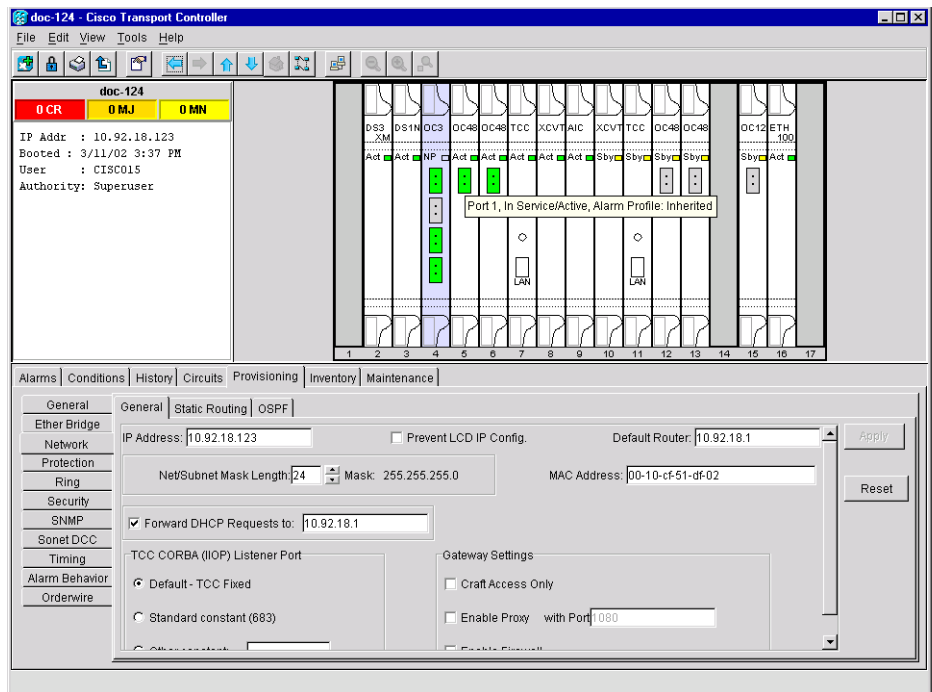 doc-124 - Cisco Transport Controller
File Edit View Tools Help
doc-124
0 CR 0 MJ 0 MN
IP Addr : 10.92.18.123
Booted : 3/11/02 3:37 PM
User : CISCO15
Authority: Superuser
DS3 XM DS1N OC3 OC48 OC48 TCC XCVT AIC XCVT TCC OC48 OC48 OC12 ETH 100
Act Act NP Act Act Act Act Act Sby Sby Sby Sby Sby Act
Port 1, In Service/Active, Alarm Profile: Inherited
LAN LAN
1 2 3 4 5 6 7 8 9 10 11 12 13 14 15 16 17
Alarms Conditions History Circuits Provisioning Inventory Maintenance
General
Ether Bridge
Network
Protection
Ring
Security
SNMP
Sonet DCC
Timing
Alarm Behavior
Orderwire
General Static Routing OSPF
IP Address: 10.92.18.123 Prevent LCD IP Config. Default Router: 10.92.18.1
Net/Subnet Mask Length: 24 Mask: 255.255.255.0 MAC Address: 00-10-cf-51-df-02
Forward DHCP Requests to: 10.92.18.1
TCC CORBA (IIOP) Listener Port
Default - TCC Fixed
Standard constant (683)
Other constant:
Gateway Settings
Craft Access Only
Enable Proxy with Port 1080
Enable Firewall
Apply
Reset